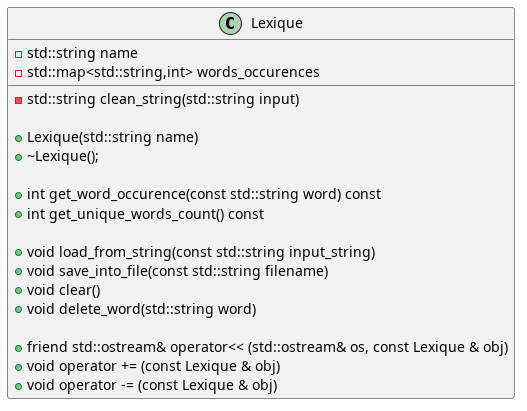 C Lexique
std::string name
std::map<std::string,int> words_occurences
std::string clean_string(std::string input)
Lexique(std::string name)
~Lexique();
int get_word_occurence(const std::string word) const
int get_unique_words_count() const
void load_from_string(const std::string input_string)
void save_into_file(const std::string filename)
void clear()
void delete_word(std::string word)
friend std::ostream& operator<< (std::ostream& os, const Lexique & obj)
void operator += (const Lexique & obj)
void operator -= (const Lexique & obj)